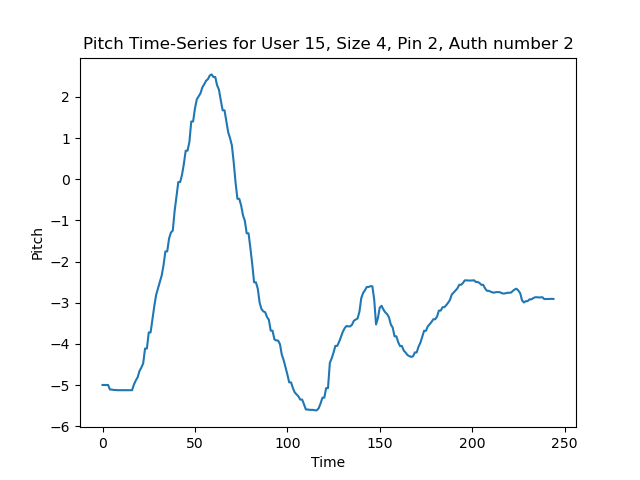 Pitch Time-Series for User 15, Size 4, Pin 2, Auth number 2
Pitch
2
1
0
−1
−2
−3
−4
−5
−6
0 50 100 150 200 250
Time